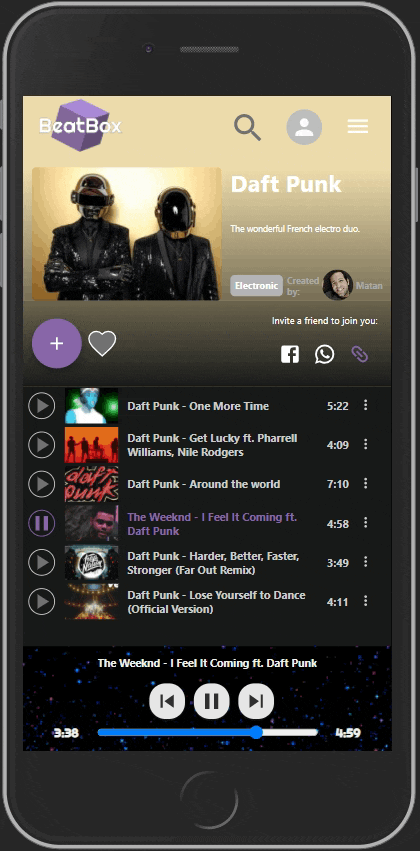 BeatBox
Daft Punk
The wonderful French electro duo.
Electronic
Created
by:
Matan
Invite a friend to join you:
Daft Punk - One More Time
5:22
Daft Punk - Get Lucky ft. Pharrell
Williams, Nile Rodgers
4:09
daft
punk
Daft Punk - Around the world
7:10
The Weeknd - I Feel It Coming ft.
Daft Punk
4:58
Daft Punk - Harder, Better, Faster,
Stronger (Far Out Remix)
3:49
Daft Punk - Lose Yourself to Dance
(Official Version)
4:11
The Weeknd - I Feel It Coming ft. Daft Punk
3:38
4:59